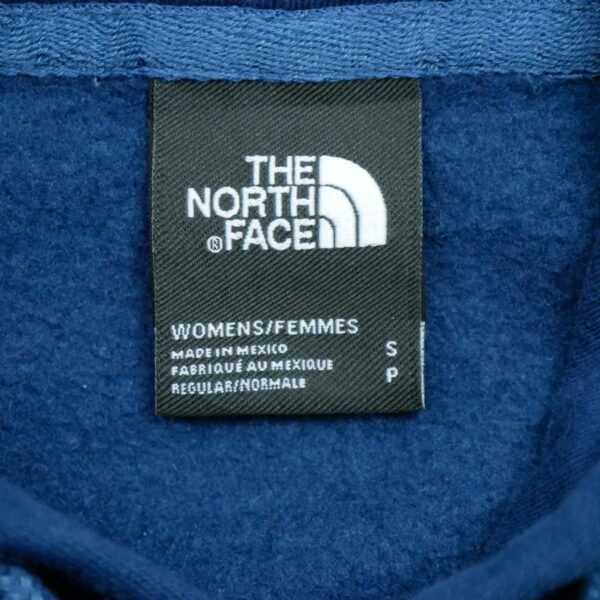 THE
NORTH
® FACE
WOMENS/FEMMES
MADE IN MEXICO S
FABRIQUÉ AU MEXIQUE
REGULAR/NORMALE P